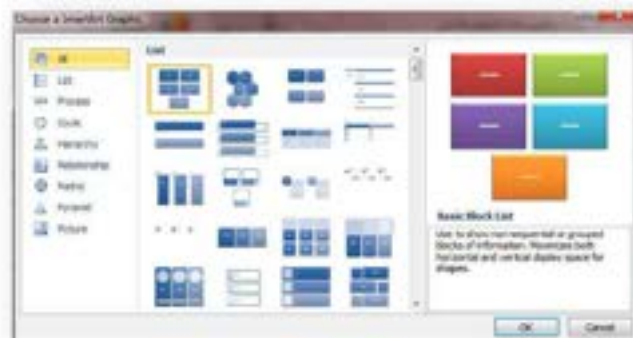 Choose a SmartArt Graphic
All
List
Process
Cycle
Hierarchy
Relationship
Matrix
Pyramid
Picture
List
Basic Block List
Use to show non-sequential or grouped
blocks of information. Maximizes both
horizontal and vertical display space for
shapes.
OK
Cancel